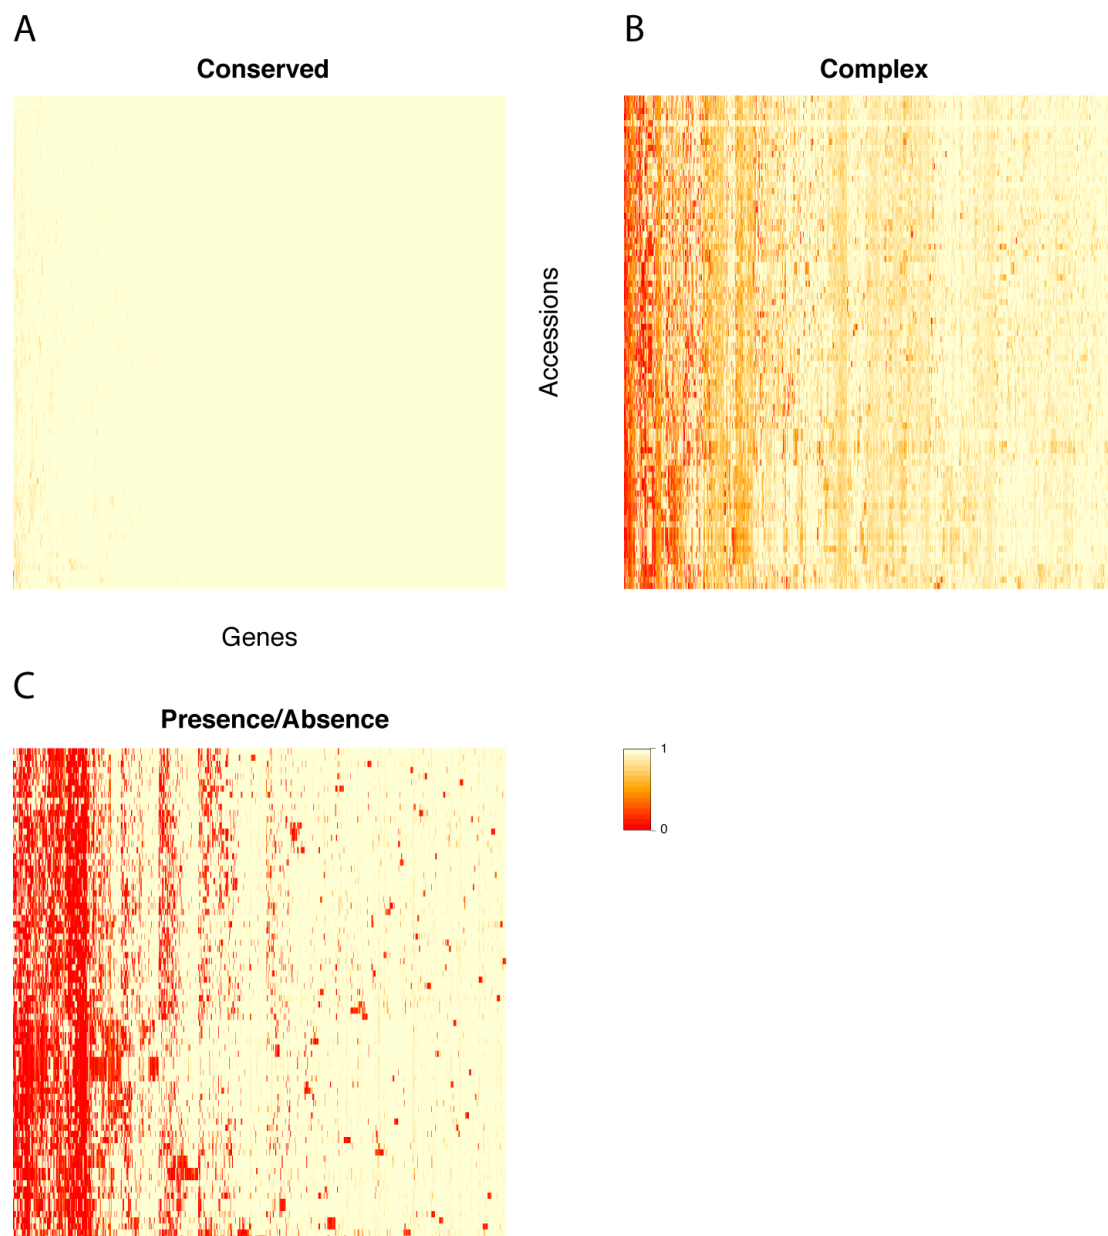 A
Conserved
B
Complex
Accessions
Genes
C
Presence/Absence
1
0